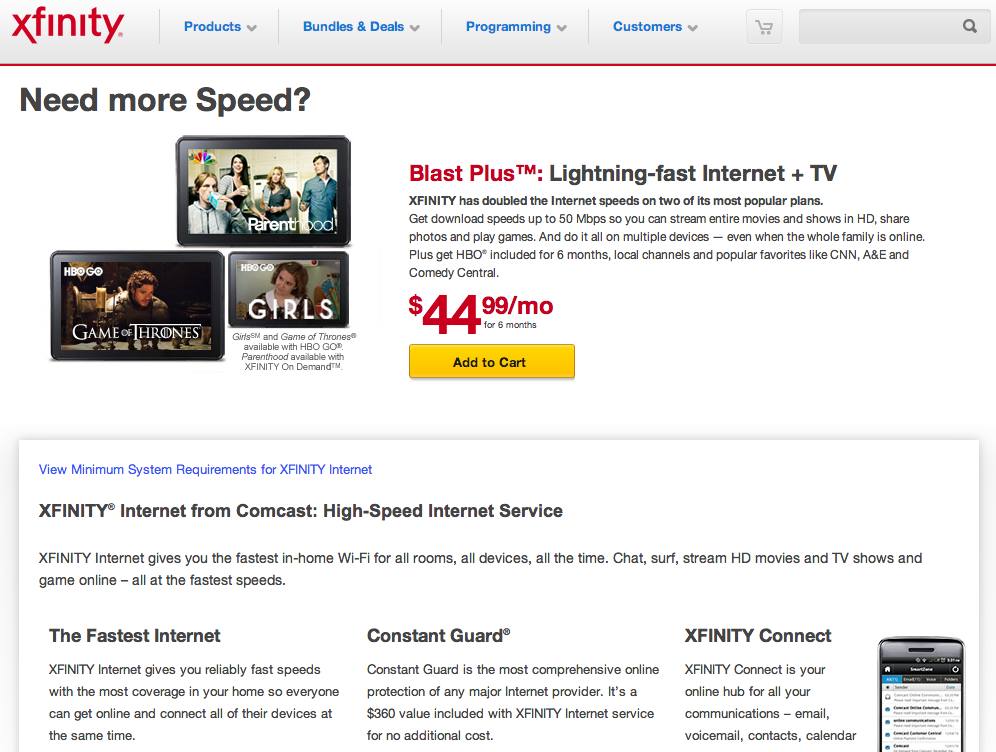 xfinity
Products
Bundles & Deals
Programming
Customers
Need more Speed?
Parenthood
HBO GO
GAME OF THRONES
HBO GO
GIRLS
Girls℠ and Game of Thrones®
available with HBO GO®.
Parenthood available with
XFINITY On Demand™.
Blast Plus™: Lightning-fast Internet + TV
XFINITY has doubled the Internet speeds on two of its most popular plans.
Get download speeds up to 50 Mbps so you can stream entire movies and shows in HD, share
photos and play games. And do it all on multiple devices — even when the whole family is online.
Plus get HBO® included for 6 months, local channels and popular favorites like CNN, A&E and
Comedy Central.
$44 99/mo
for 6 months
Add to Cart
View Minimum System Requirements for XFINITY Internet
XFINITY® Internet from Comcast: High-Speed Internet Service
XFINITY Internet gives you the fastest in-home Wi-Fi for all rooms, all devices, all the time. Chat, surf, stream HD movies and TV shows and
game online – all at the fastest speeds.
The Fastest Internet
XFINITY Internet gives you reliably fast speeds
with the most coverage in your home so everyone
can get online and connect all of their devices at
the same time.
Constant Guard®
Constant Guard is the most comprehensive online
protection of any major Internet provider. It's a
$360 value included with XFINITY Internet service
for no additional cost.
XFINITY Connect
XFINITY Connect is your
online hub for all your
communications – email,
voicemail, contacts, calendar
SmartZone
Voice
Folders
Sender
Date
Comcast Customer Central
Comcast